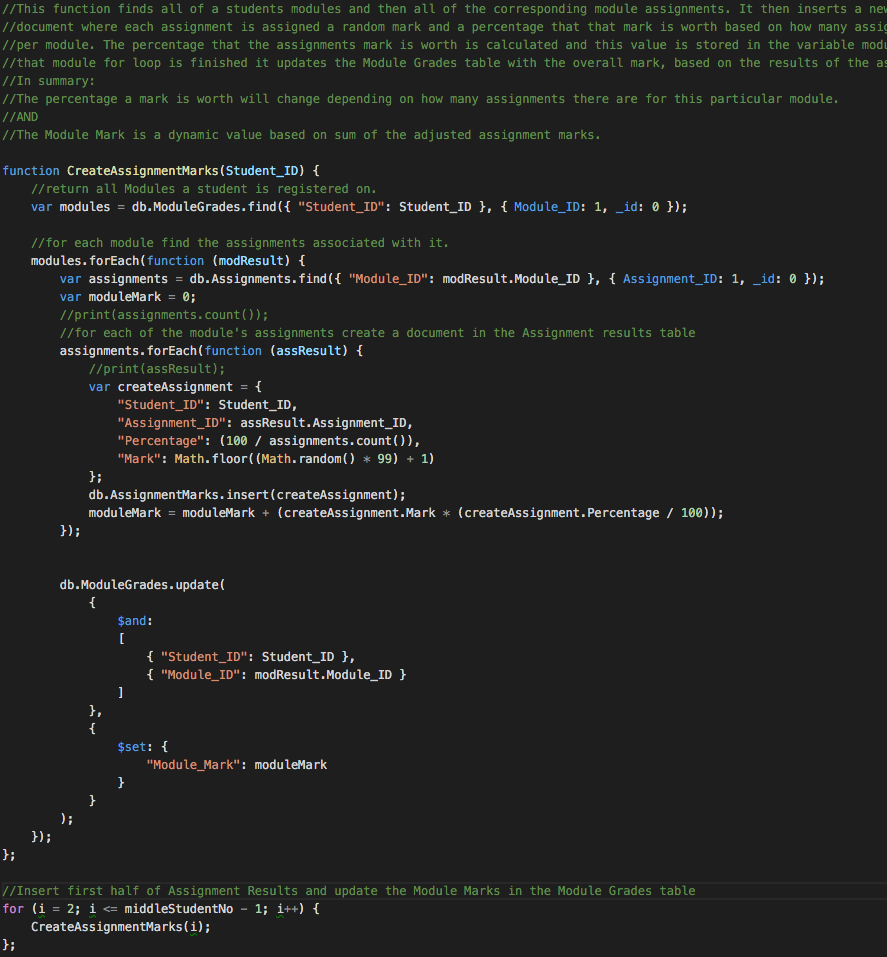 //This function finds all of a students modules and then all of the corresponding module assignments. It then inserts a new
//document where each assignment is assigned a random mark and a percentage that that mark is worth based on how many
//per module. The percentage that the assignments mark is worth is calculated and this value is stored in the variable
//that module for loop is finished it updates the Module Grades table with the overall mark, based on the results of the
//In summary:
//The percentage a mark is worth will change depending on how many assignments there are for this particular module.
//AND
//The Module Mark is a dynamic value based on sum of the adjusted assignment marks.
function CreateAssignmentMarks(Student_ID) {
//return all Modules a student is registered on.
var modules = db.ModuleGrades.find({ "Student_ID": Student_ID }, { Module_ID: 1, _id: 0 });
//for each module find the assignments associated with it.
modules.forEach(function (modResult) {
var assignments = db.Assignments.find({ "Module_ID": modResult.Module_ID }, { Assignment_ID: 1, _id: 0 });
var moduleMark = 0;
//print(assignments.count());
//for each of the module's assignments create a document in the Assignment results table
assignments.forEach(function (assResult) {
//print(assResult);
var createAssignment = {
"Student_ID": Student_ID,
"Assignment_ID": assResult.Assignment_ID,
"Percentage": (100 / assignments.count()),
"Mark": Math.floor((Math.random() * 99) + 1)
};
db.AssignmentMarks.insert(createAssignment);
moduleMark = moduleMark + (createAssignment.Mark * (createAssignment.Percentage / 100));
});
db.ModuleGrades.update(
{
$and:
[
{ "Student_ID": Student_ID },
{ "Module_ID": modResult.Module_ID }
]
},
{
$set: {
"Module_Mark": moduleMark
}
}
);
});
};
//Insert first half of Assignment Results and update the Module Marks in the Module Grades table
for (i = 2; i <= middleStudentNo - 1; i++) {
CreateAssignmentMarks(i);
};